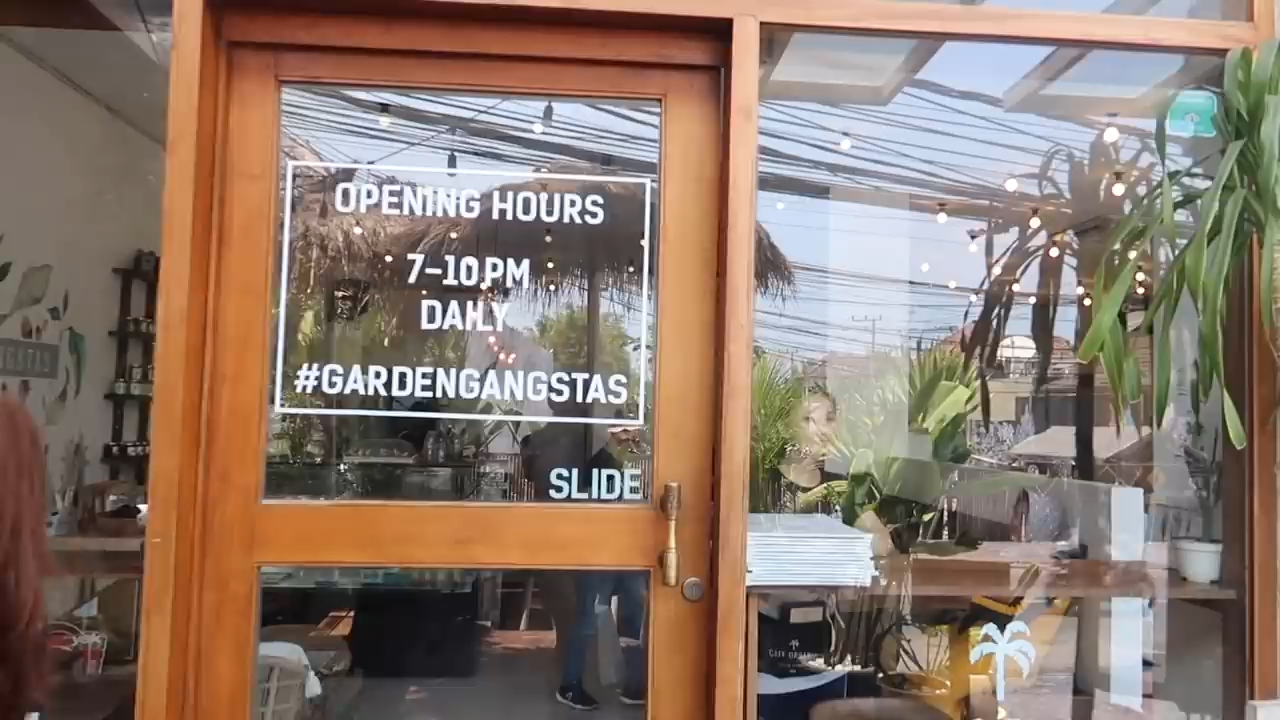 OPENING HOURS
7-10PM
DAILY
#GARDENGANGSTAS
SLIDE